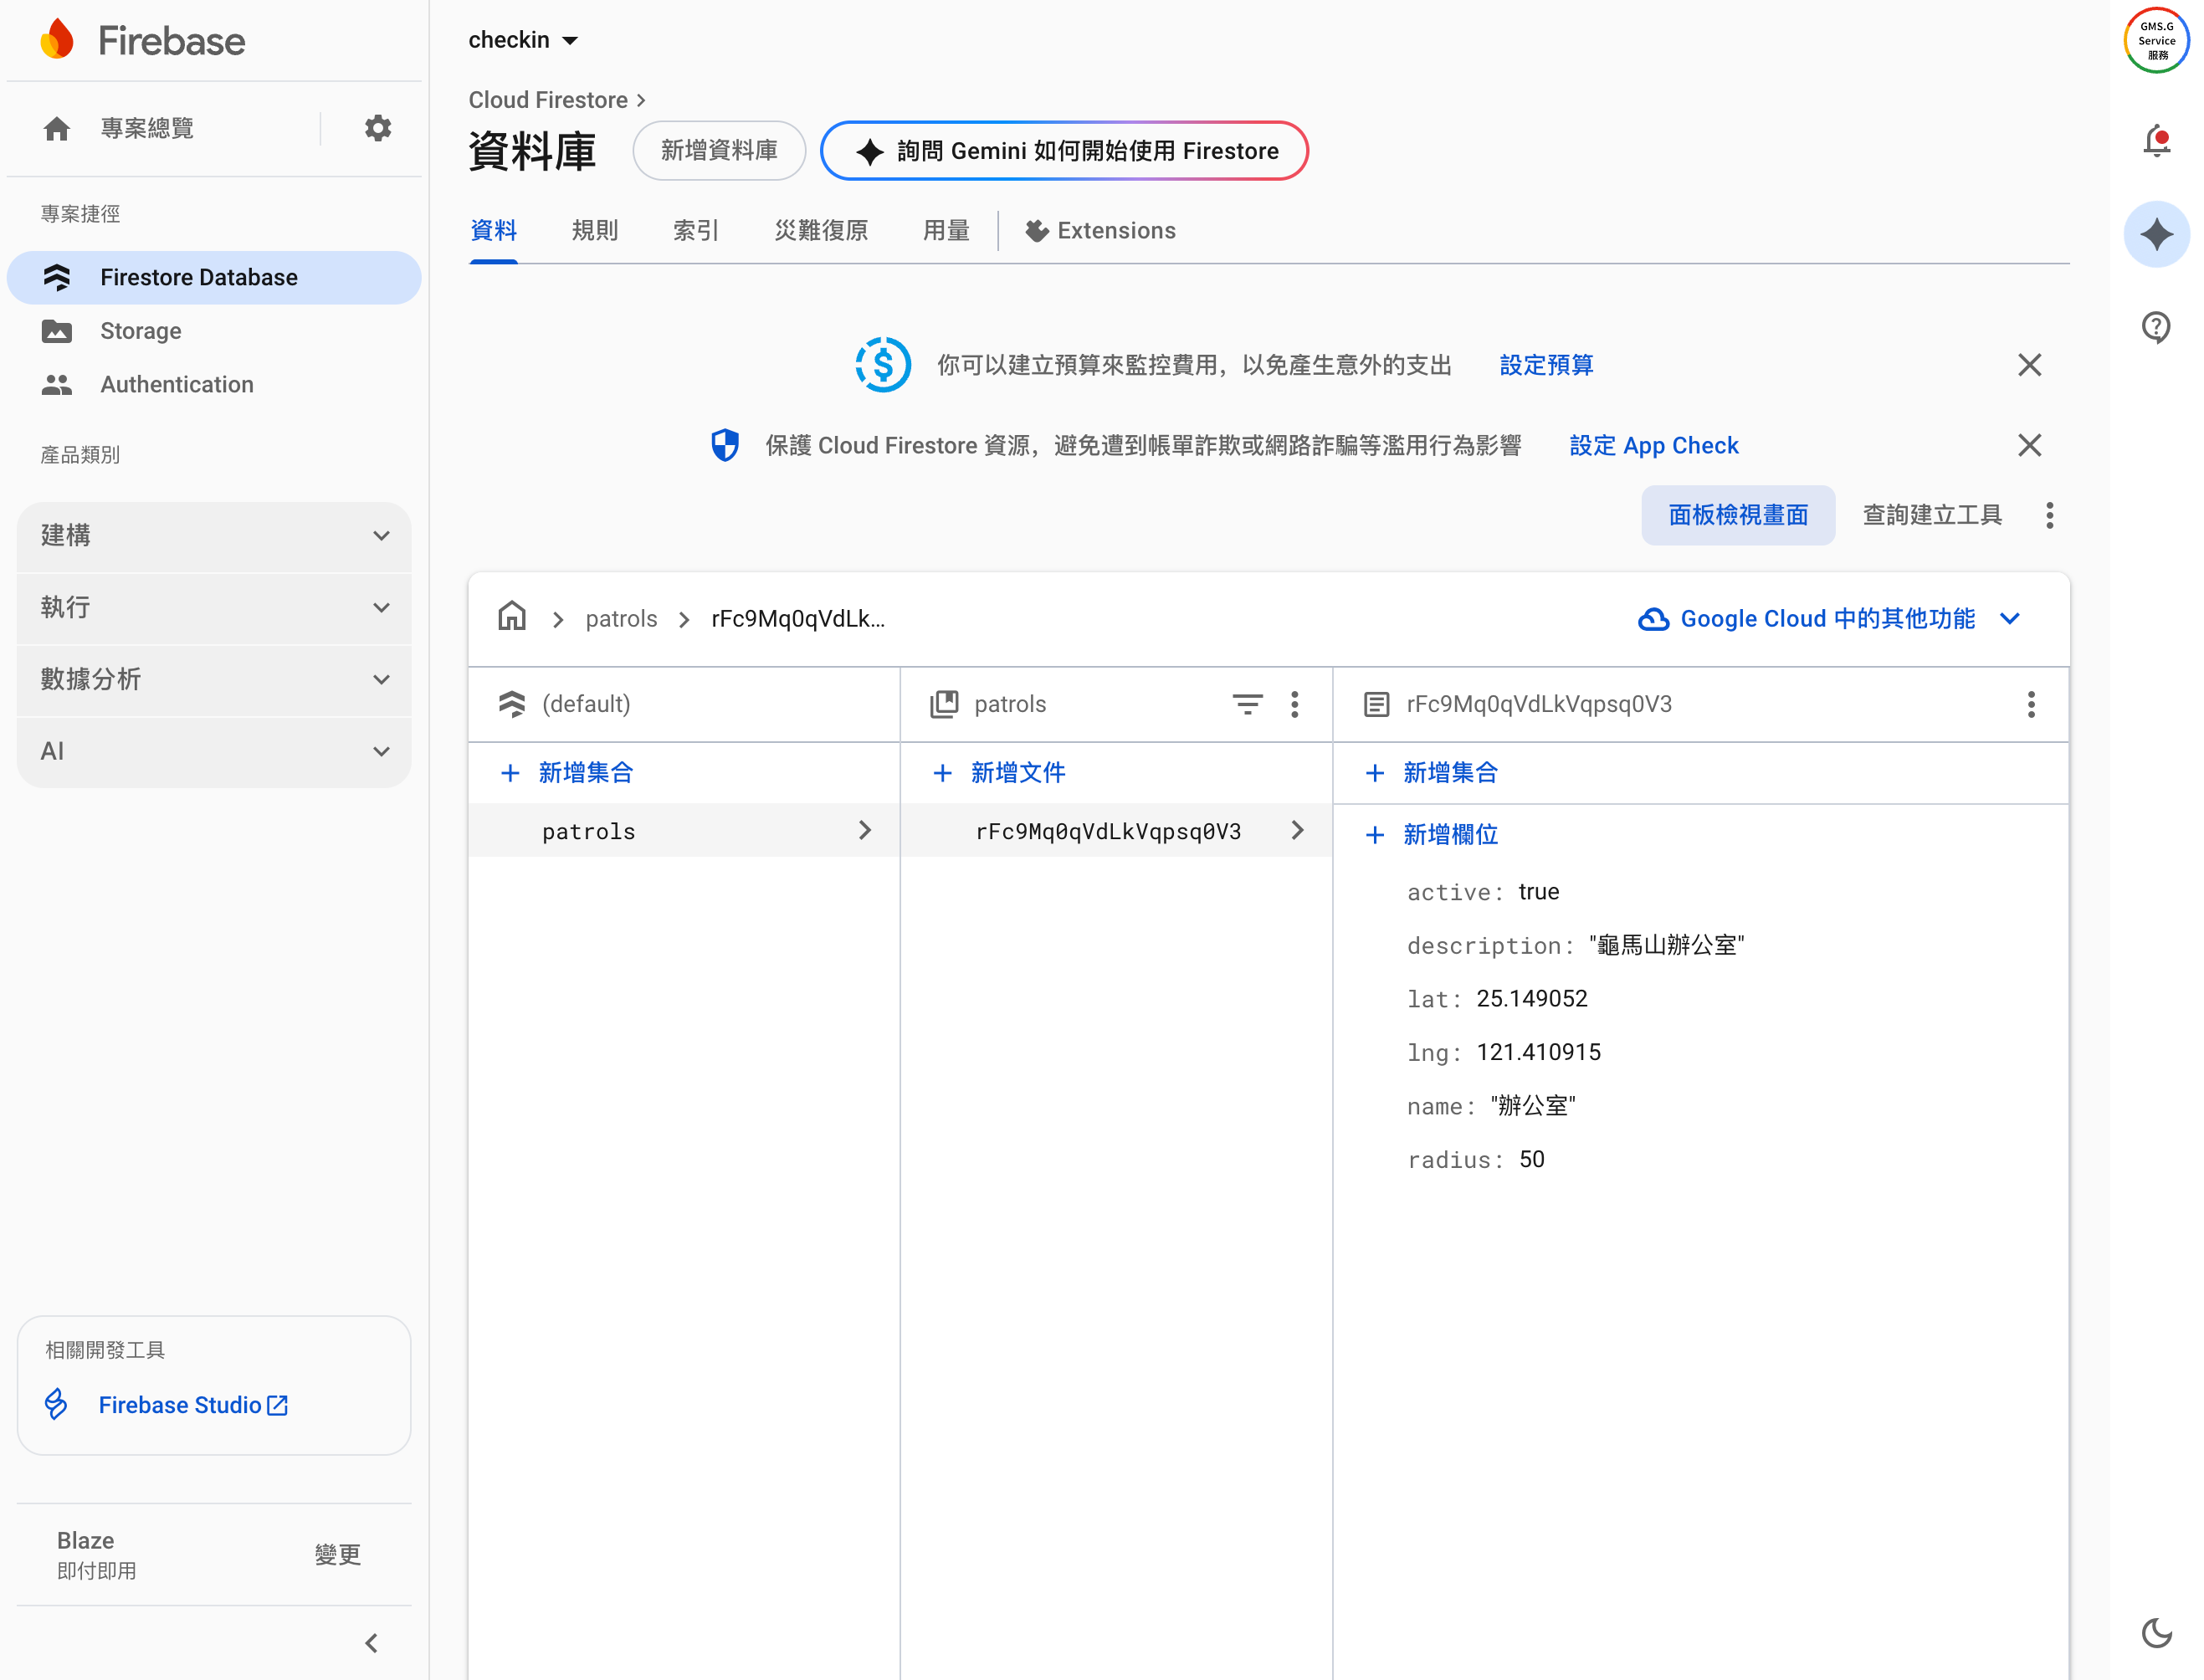 Firebase
專案總覽
專案捷徑
Firestore Database
Storage
Authentication
產品類別
建構
執行
數據分析
AI
相關開發工具
Firebase Studio
Blaze
即付即用
變更
checkin
Cloud Firestore
資料庫
新增資料庫
詢問 Gemini 如何開始使用 Firestore
資料
規則
索引
災難復原
用量
Extensions
你可以建立預算來監控費用，以免產生意外的支出
設定預算
保護 Cloud Firestore 資源，避免遭到帳單詐欺或網路詐騙等濫用行為影響
設定 App Check
面板檢視畫面
查詢建立工具
patrols
rFc9Mq0qVdLk...
Google Cloud 中的其他功能
(default)
新增集合
patrols
patrols
新增文件
rFc9Mq0qVdLkVqpsq0V3
rFc9Mq0qVdLkVqpsq0V3
新增集合
新增欄位
active: true
description: "龜馬山辦公室"
lat: 25.149052
lng: 121.410915
name: "辦公室"
radius: 50
GMS.G
Service
服務